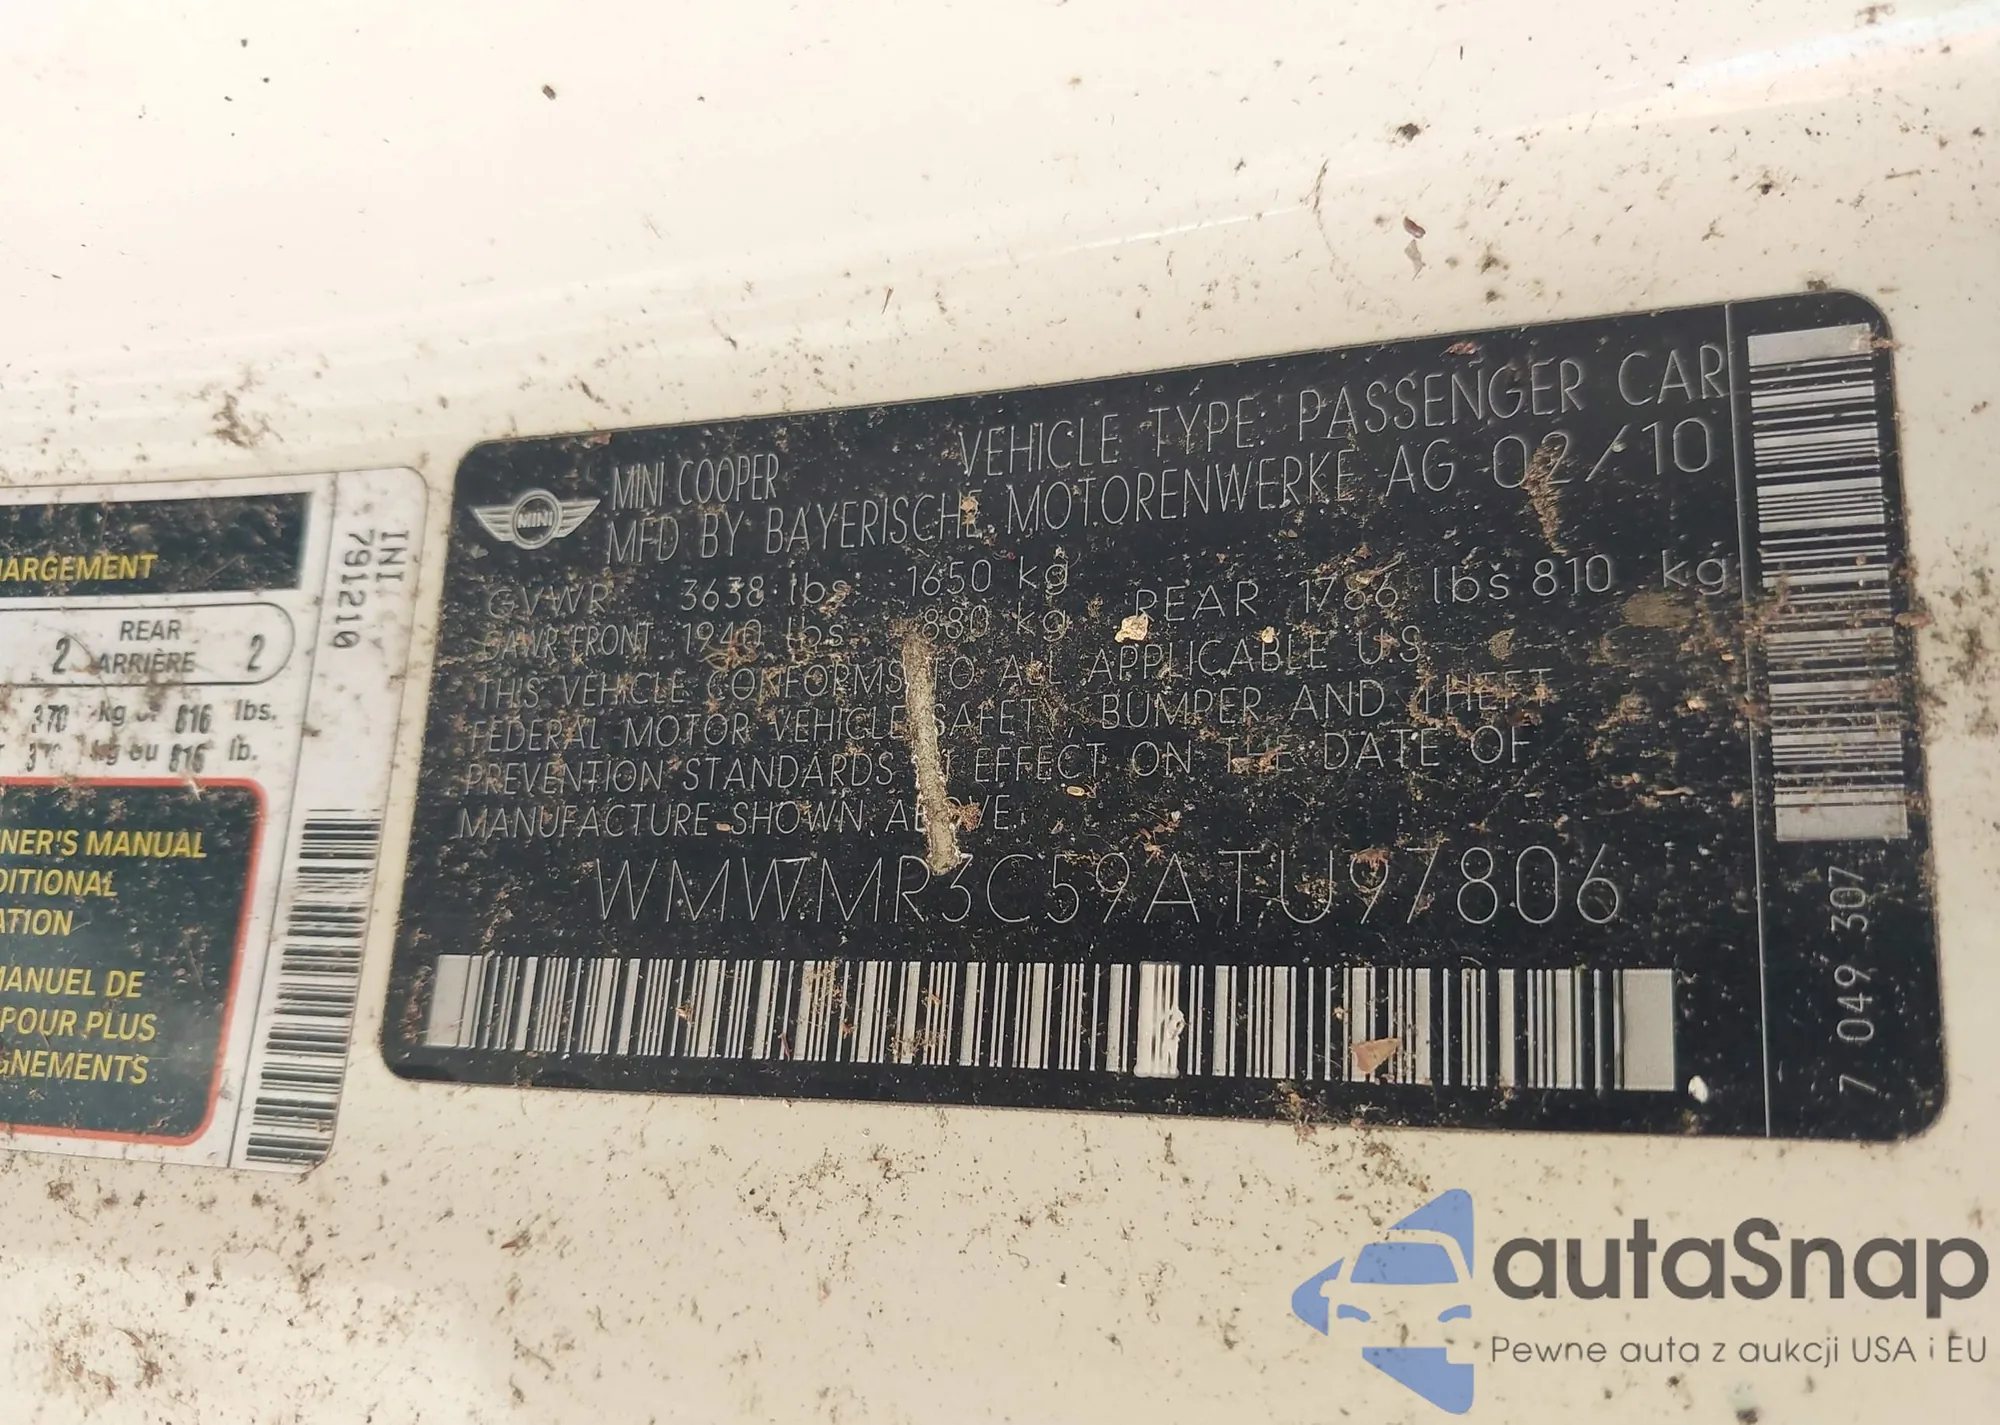 HARGEMENT
2 REAR 2
ARRIÈRE
370 kg or 816 lbs.
370 kg ou 816 lb.
NER'S MANUAL
DITIONAL
ATION
MANUEL DE
POUR PLUS
GNEMENTS
INI
791210
MINI
MINI COOPER VEHICLE TYPE: PASSENGER CAR
MFD BY BAYERISCHE MOTORENWERKE AG 02/10
GVWR 3638 lbs 1650 kg
GAWR FRONT 1940 lbs 880 kg REAR 1786 lbs 810 kg
THIS VEHICLE CONFORMS TO ALL APPLICABLE U.S.
FEDERAL MOTOR VEHICLE SAFETY, BUMPER AND THEFT
PREVENTION STANDARDS IN EFFECT ON THE DATE OF
MANUFACTURE SHOWN ABOVE
WMWMR3C59ATU97806
7 049 307
autaSnap
Pewne auta z aukcji USA i EU